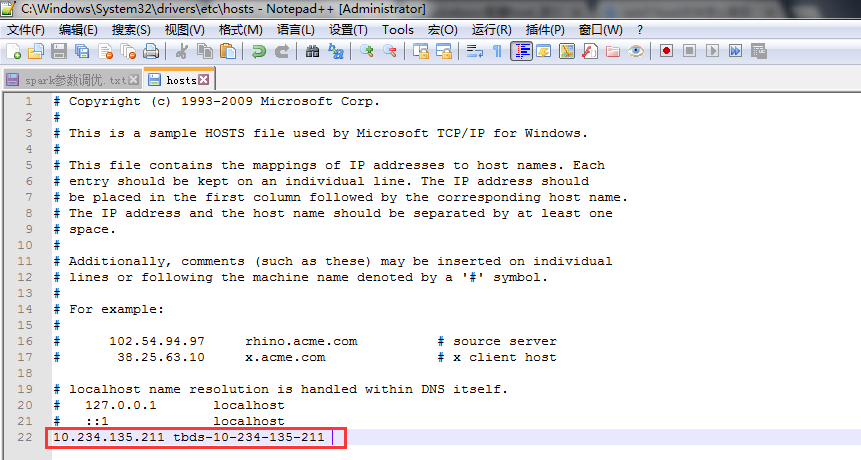 C:\Windows\System32\drivers\etc\hosts - Notepad++ [Administrator]
文件(F) 编辑(E) 搜索(S) 视图(V) 格式(M) 语言(L) 设置(T) Tools 宏(O) 运行(R) 插件(P) 窗口(W) ?
spark参数调优.txt hosts
1 # Copyright (c) 1993-2009 Microsoft Corp.
2 #
3 # This is a sample HOSTS file used by Microsoft TCP/IP for Windows.
4 #
5 # This file contains the mappings of IP addresses to host names. Each
6 # entry should be kept on an individual line. The IP address should
7 # be placed in the first column followed by the corresponding host name.
8 # The IP address and the host name should be separated by at least one
9 # space.
10 #
11 # Additionally, comments (such as these) may be inserted on individual
12 # lines or following the machine name denoted by a '#' symbol.
13 #
14 # For example:
15 #
16 # 102.54.94.97 rhino.acme.com # source server
17 # 38.25.63.10 x.acme.com # x client host
18
19 # localhost name resolution is handled within DNS itself.
20 # 127.0.0.1 localhost
21 # ::1 localhost
22 10.234.135.211 tbds-10-234-135-211